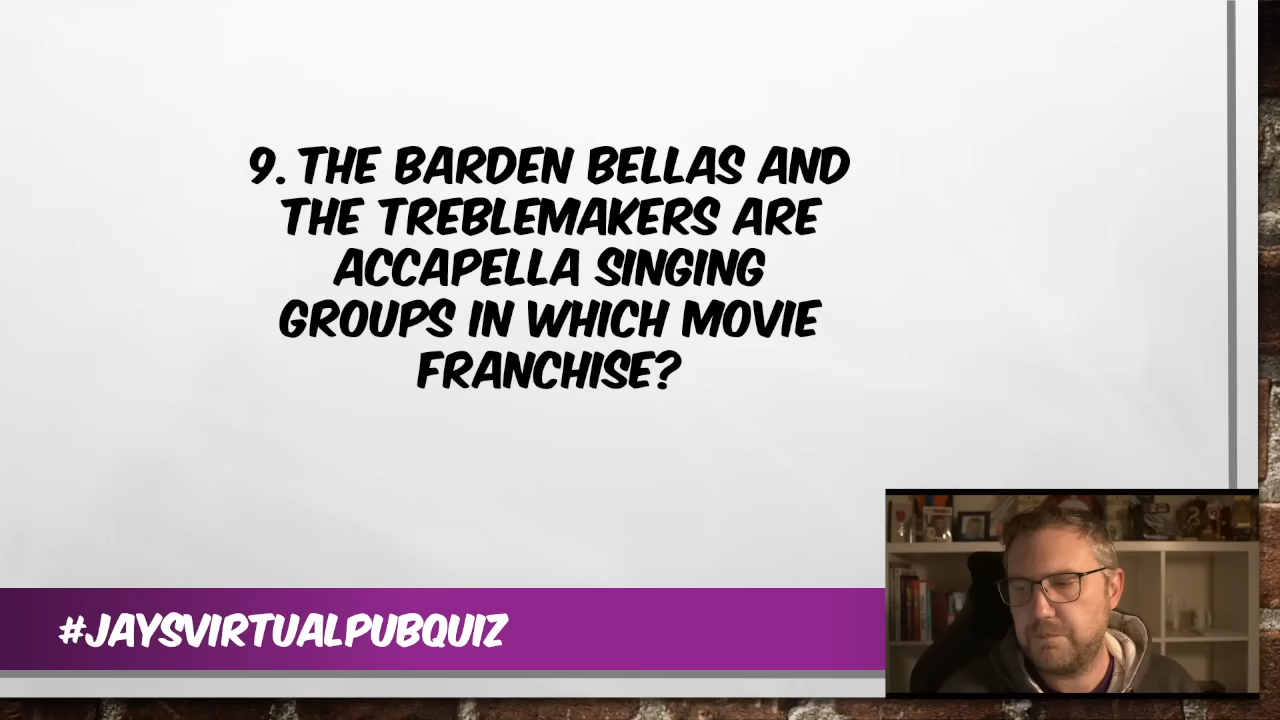 9. THE BARDEN BELLAS AND
THE TREBLEMAKERS ARE
ACCAPELLA SINGING
GROUPS IN WHICH MOVIE
FRANCHISE?
#JAYSVIRTUALPUBQUIZ